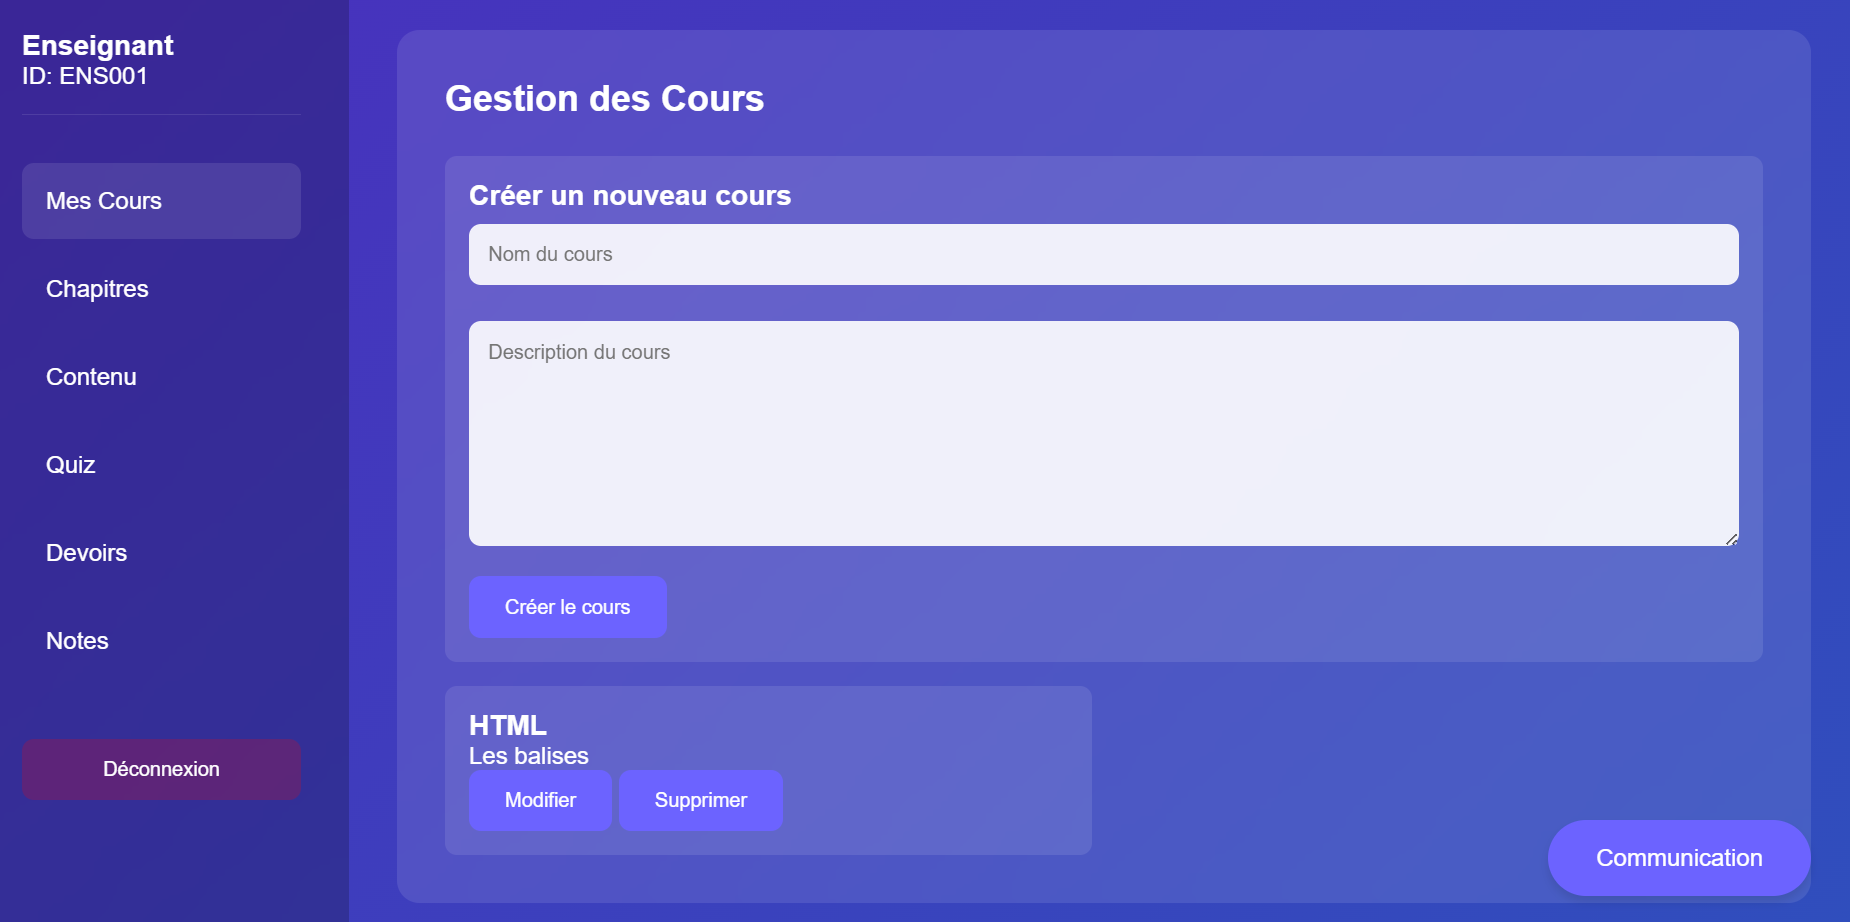 Enseignant
ID: ENS001
Mes Cours
Chapitres
Contenu
Quiz
Devoirs
Notes
Déconnexion
Gestion des Cours
Créer un nouveau cours
Nom du cours
Description du cours
Créer le cours
HTML
Les balises
Modifier Supprimer
Communication